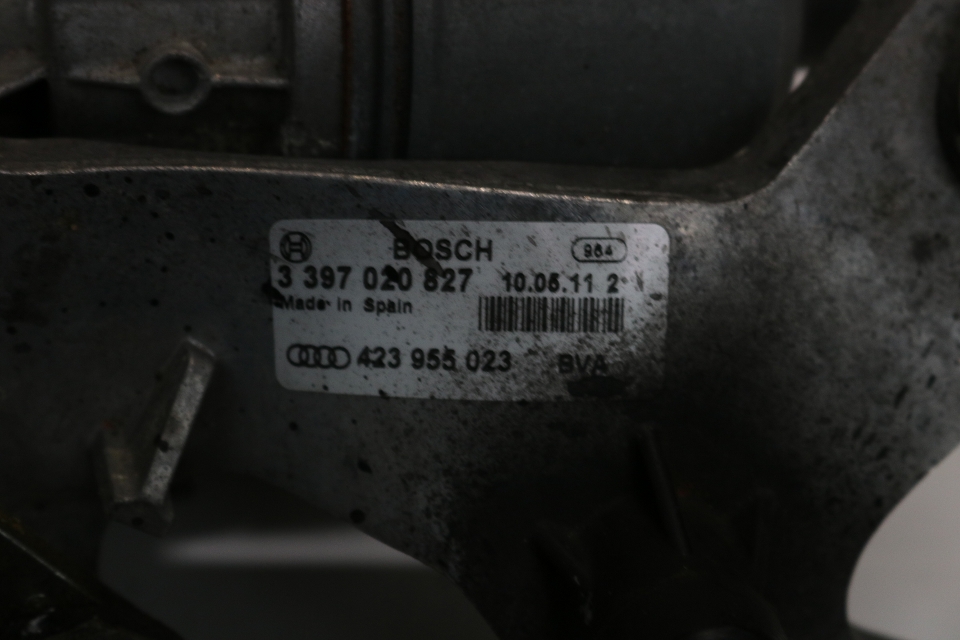 BOSCH 984
3 397 020 827 10.05.11 2
Made in Spain
423 955 023 BVA